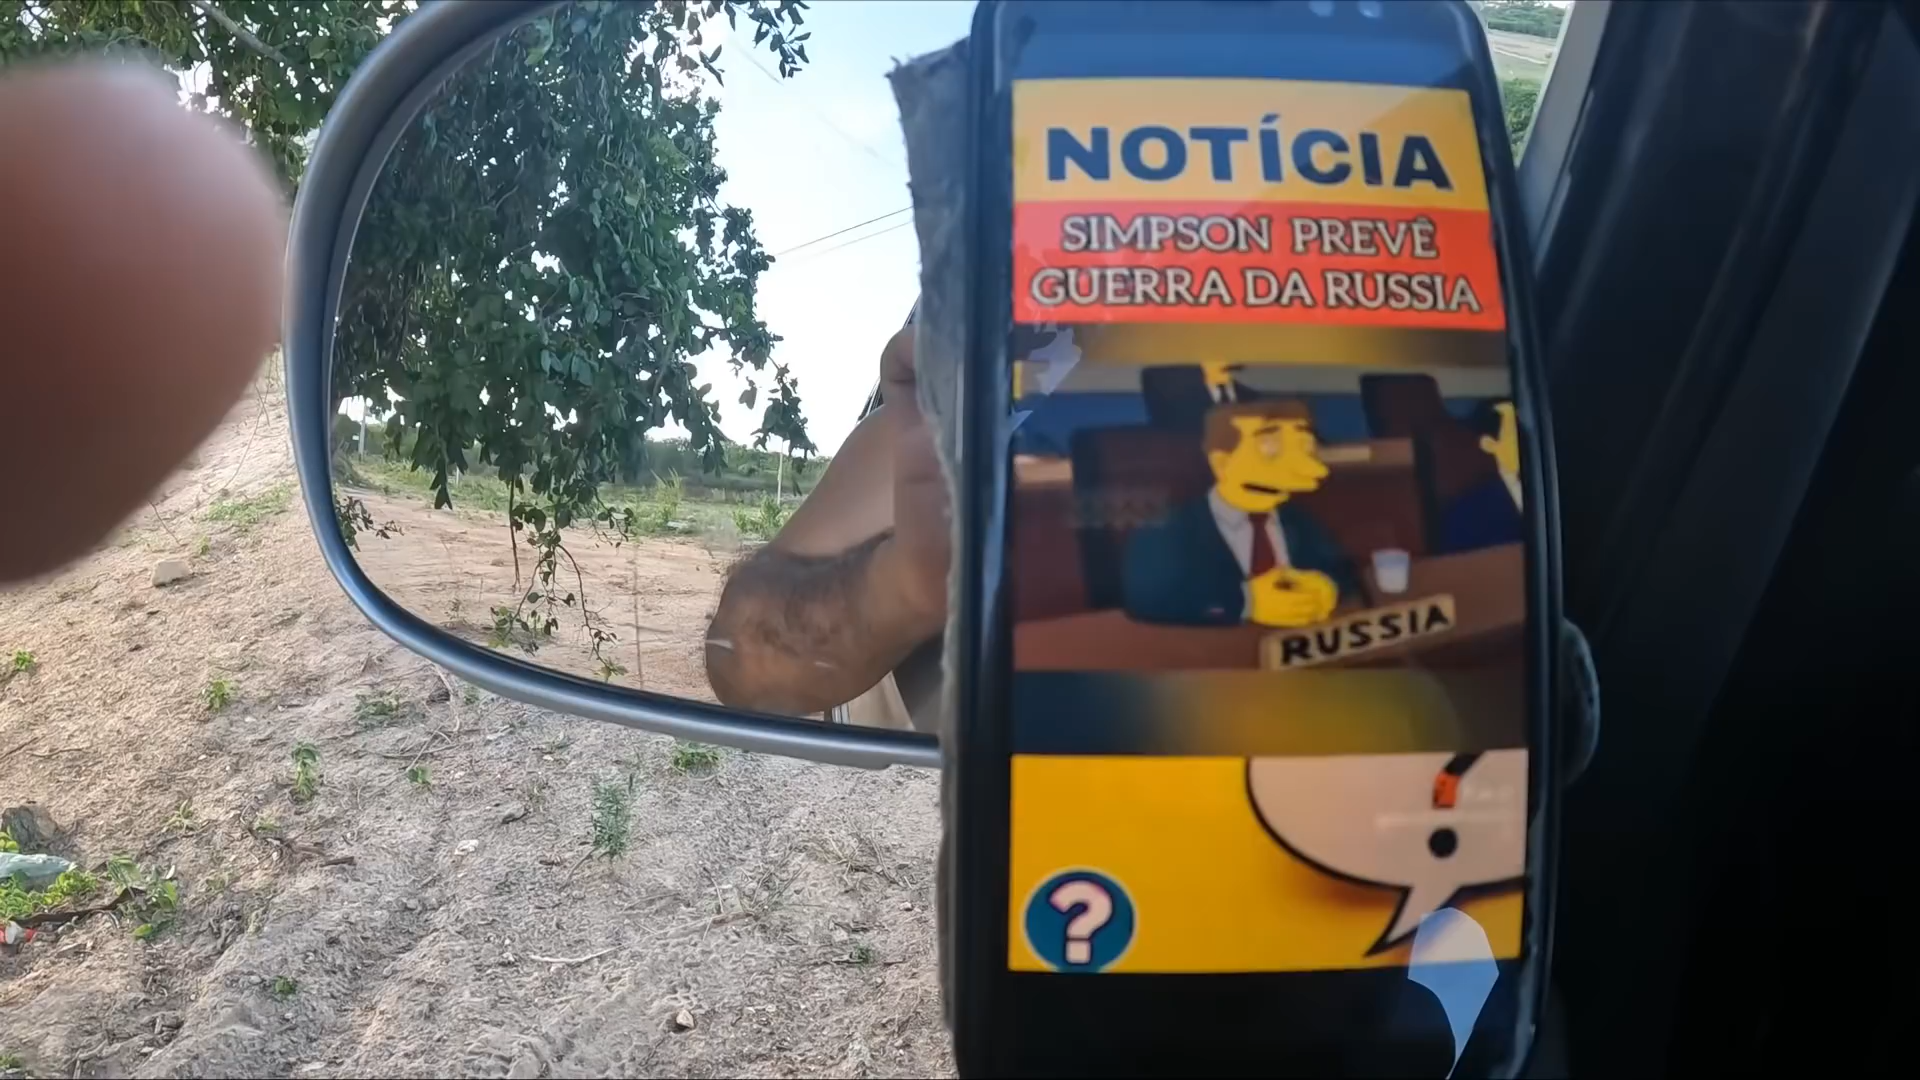 NOTÍCIA
SIMPSON PREVÊ
GUERRA DA RUSSIA
RUSSIA
?
?